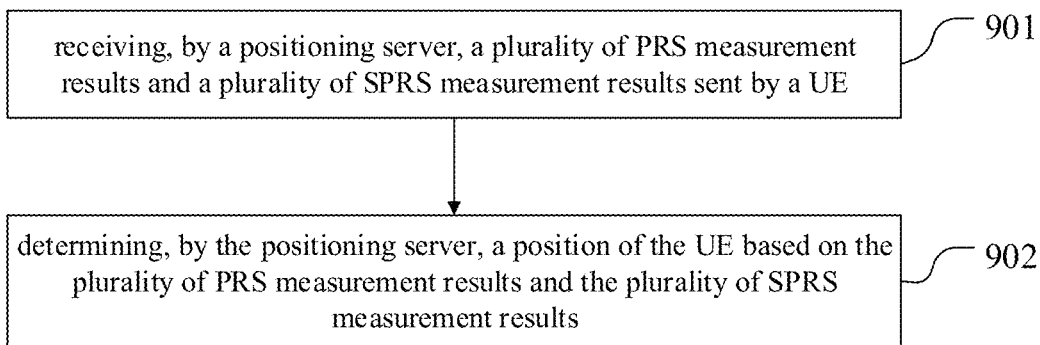 receiving, by a positioning server, a plurality of PRS measurement
results and a plurality of SPRS measurement results sent by a UE
901
determining, by the positioning server, a position of the UE based on the
plurality of PRS measurement results and the plurality of SPRS
measurement results
902